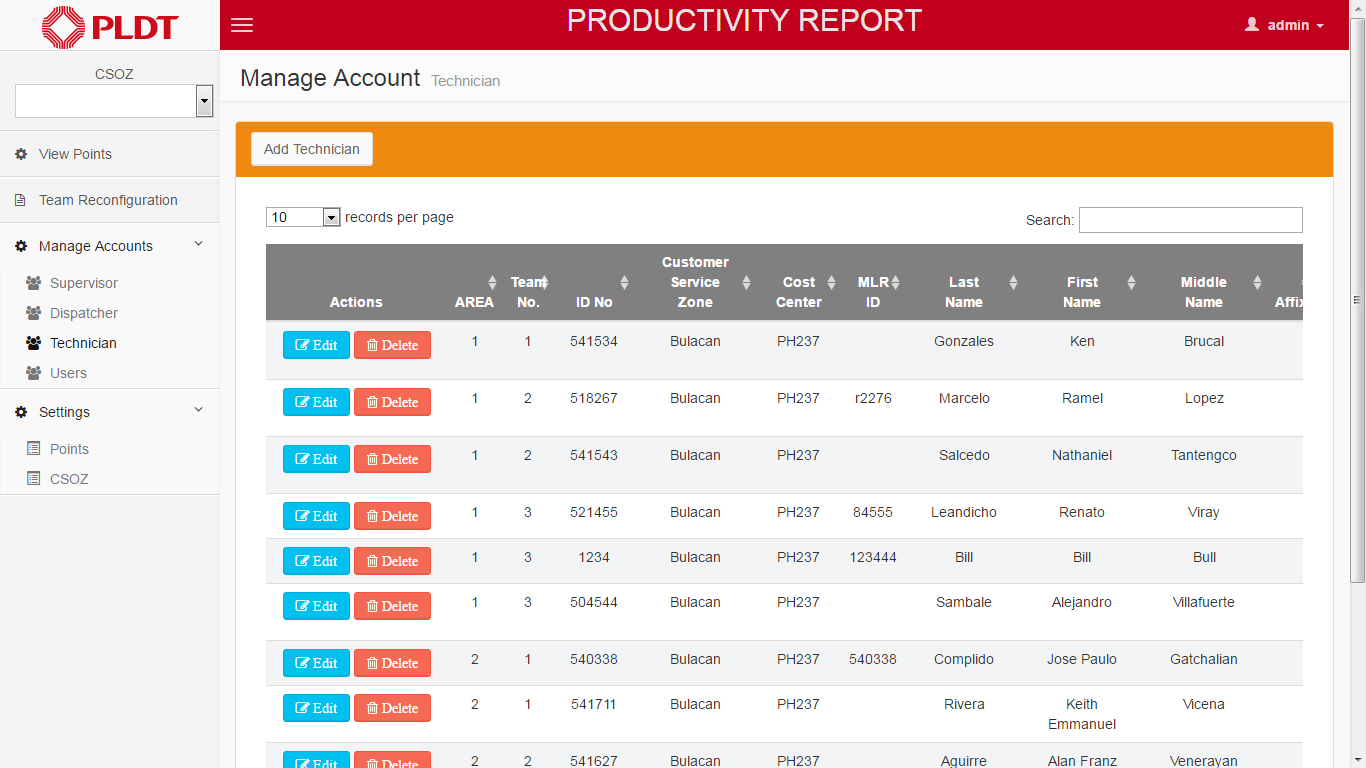 PLDT
PRODUCTIVITY REPORT
admin
CSOZ
View Points
Team Reconfiguration
Manage Accounts
Supervisor
Dispatcher
Technician
Users
Settings
Points
CSOZ
Manage Account Technician
Add Technician
10 records per page
Search:
Actions AREA Team No. ID No Customer Service Zone Cost Center MLR ID Last Name First Name Middle Name Affix
Edit Delete 1 1 541534 Bulacan PH237 Gonzales Ken Brucal
Edit Delete 1 2 518267 Bulacan PH237 r2276 Marcelo Ramel Lopez
Edit Delete 1 2 541543 Bulacan PH237 Salcedo Nathaniel Tantengco
Edit Delete 1 3 521455 Bulacan PH237 84555 Leandicho Renato Viray
Edit Delete 1 3 1234 Bulacan PH237 123444 Bill Bill Bull
Edit Delete 1 3 504544 Bulacan PH237 Sambale Alejandro Villafuerte
Edit Delete 2 1 540338 Bulacan PH237 540338 Complido Jose Paulo Gatchalian
Edit Delete 2 1 541711 Bulacan PH237 Rivera Keith Emmanuel Vicena
Edit Delete 2 2 541627 Bulacan PH237 Aguirre Alan Franz Venerayan